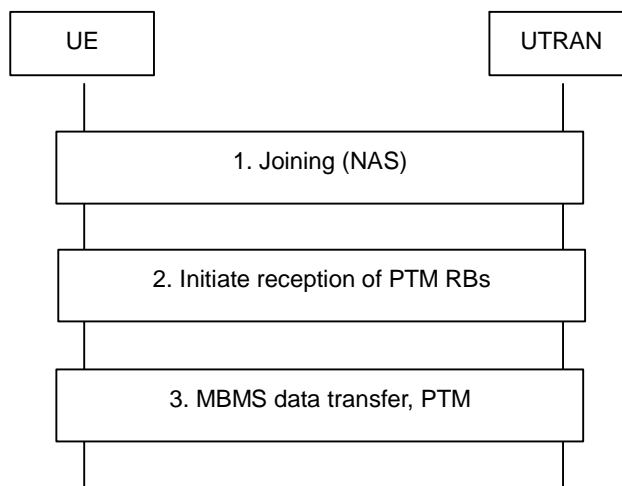 UE
UTRAN
1. Joining (NAS)
2. Initiate reception of PTM RBs
3. MBMS data transfer, PTM